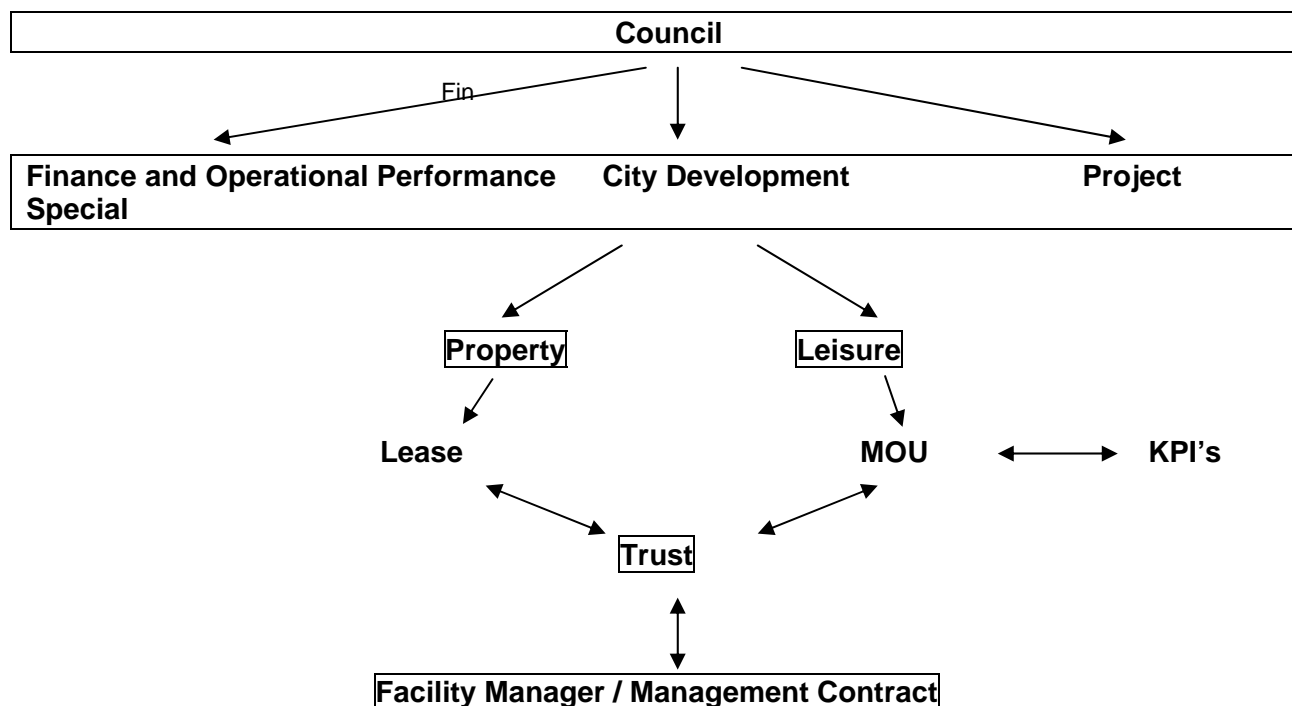 Council
Fin
Finance and Operational Performance City Development Project
Special
Property Leisure
Lease MOU KPI's
Trust
Facility Manager / Management Contract